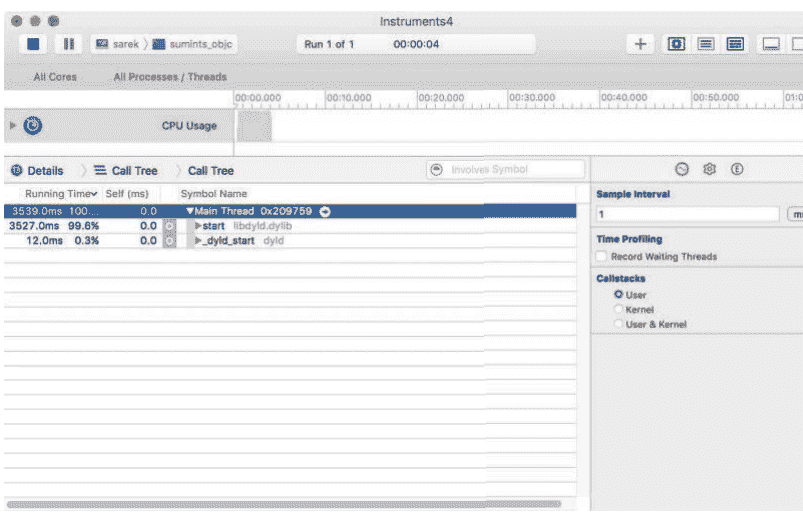 Instruments4
sarek sumints_objc Run 1 of 1 00:00:04
All Cores All Processes / Threads
00:00.000 00:10.000 00:20.000 00:30.000 00:40.000 00:50.000 01:0
CPU Usage
Details Call Tree Call Tree Involves Symbol
Running Time Self (ms) Symbol Name
3539.0ms 100.... 0.0 Main Thread 0x209759
3527.0ms 99.6% 0.0 start libdyld.dylib
12.0ms 0.3% 0.0 _dyld_start dyld
Sample Interval
1 m
Time Profiling
Record Waiting Threads
Callstacks
User
Kernel
User & Kernel